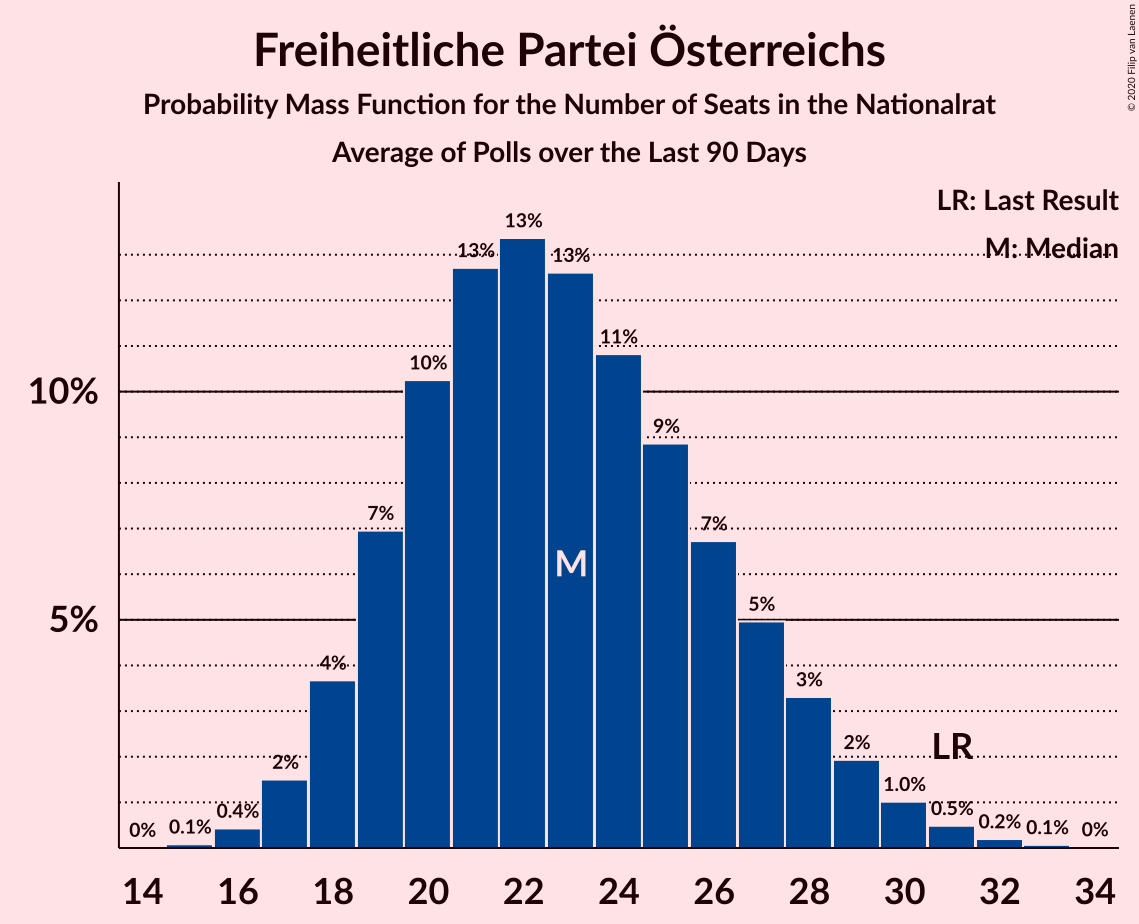 Freiheitliche Partei Österreichs
Probability Mass Function for the Number of Seats in the Nationalrat
Average of Polls over the Last 90 Days
© 2020 Filip van Laenen
LR: Last Result
M: Median
10%
5%
0%
0.1%
0.4%
2%
4%
7%
10%
13%
13%
13%
11%
9%
7%
5%
3%
2%
1.0%
0.5%
0.2%
0.1%
0%
M
LR
14 16 18 20 22 24 26 28 30 32 34